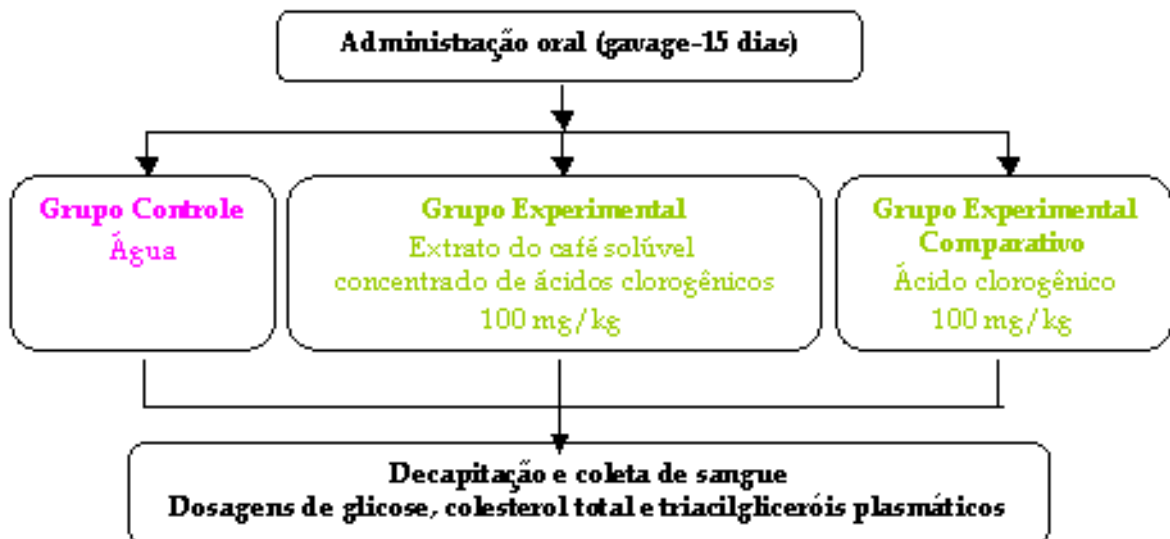 Administração oral (gavage-15 dias)
Grupo Controle
Água
Grupo Experimental
Extrato do café solúvel
concentrado de ácidos clorogênicos
100 mg/kg
Grupo Experimental
Comparativo
Ácido clorogênico
100 mg/kg
Decapitação e coleta de sangue
Dosagens de glicose, colesterol total e triacilgliceróis plasmáticos